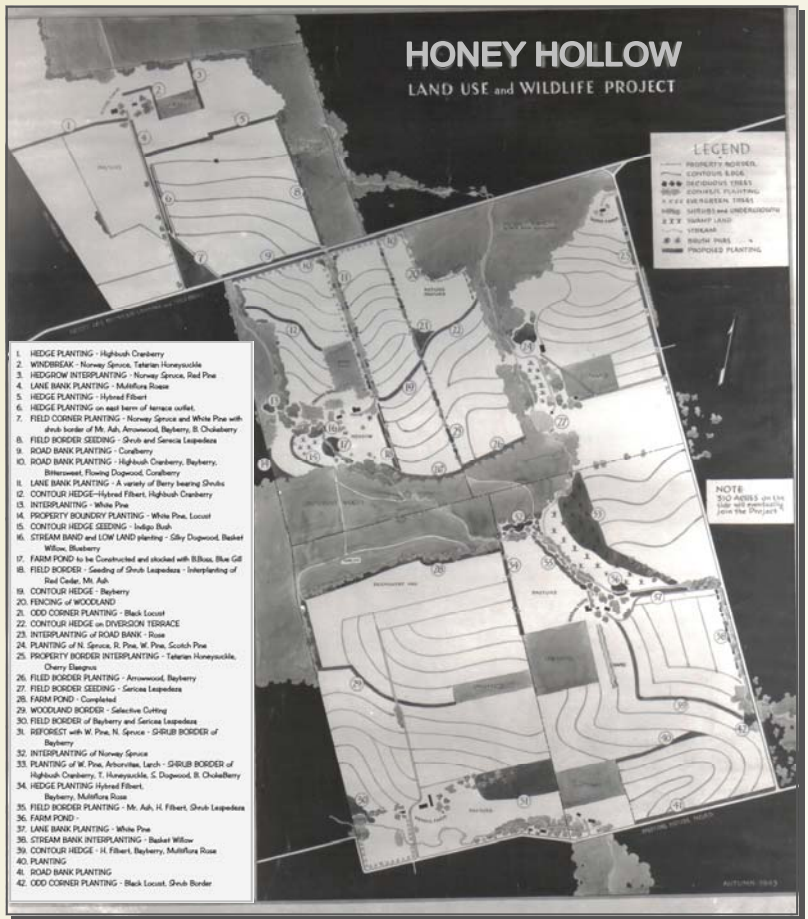 HONEY HOLLOW
LAND USE and WILDLIFE PROJECT
LEGEND
PROPERTY BORDER
CONTOUR EDGE
DECIDUOUS TREES
CONIFER PLANTING
EVERGREEN TREES
SHRUBS and UNDERGROWTH
SWAMP LAND
STREAM
BRUSH PILES
PROPOSED PLANTING
NOTE
310 ACRES on this
side will eventually
join the Project
1. HEDGE PLANTING - Highbush Cranberry
2. WINDBREAK - Norway Spruce, Tatarian Honeysuckle
3. HEDGROW INTERPLANTING - Norway Spruce, Red Pine
4. LANE BANK PLANTING - Multiflora Roase
5. HEDGE PLANTING - Hybred Filbert
6. HEDGE PLANTING on east berm of terrace outlet.
7. FIELD CORNER PLANTING - Norway Spruce and White Pine with
shrub border of Mt. Ash, Arrowwood, Bayberry, B. Chokeberry
8. FIELD BORDER SEEDING - Shrub and Serecia Lespedeza
9. ROAD BANK PLANTING - Coralberry
10. ROAD BANK PLANTING - Highbush Cranberry, Bayberry,
Bittersweet, Flowing Dogwood, Coralberry
11. LANE BANK PLANTING - A variety of Berry bearing Shrubs
12. CONTOUR HEDGE-Hybred Filbert, Highbush Cranberry
13. INTERPLANTING - White Pine
14. PROPERTY BOUNDRY PLANTING - White Pine, Locust
15. CONTOUR HEDGE SEEDING - Indigo Bush
16. STREAM BAND and LOW LAND planting - Silky Dogwood, Basket
Willow, Blueberry
17. FARM POND to be Constructed and stocked with B.Bass, Blue Gill
18. FIELD BORDER - Seeding of Shrub Lespedeza - Interplanting of
Red Cedar, Mt. Ash
19. CONTOUR HEDGE - Bayberry
20. FENCING of WOODLAND
21. ODD CORNER PLANTING - Black Locust
22. CONTOUR HEDGE on DIVERSION TERRACE
23. INTERPLANTING of ROAD BANK - Rose
24. PLANTING of N. Spruce, R. Pine, W. Pine, Scotch Pine
25. PROPERTY BORDER INTERPLANTING - Tatarian Honeysuckle,
Cherry Elaegnus
26. FILED BORDER PLANTING - Arrowwood, Bayberry
27. FIELD BORDER SEEDING - Sericea Lespedeza
28. FARM POND - Completed
29. WOODLAND BORDER - Selective Cutting
30. FIELD BORDER of Bayberry and Sericea Lespedeza
31. REFOREST with W. Pine, N. Spruce - SHRUB BORDER of
Bayberry
32. INTERPLANTING of Norway Spruce
33. PLANTING of W. Pine, Arborvitae, Larch - SHRUB BORDER of
Highbush Cranberry, T. Huneysuckle, S. Dogwood, B. ChokeBerry
34. HEDGE PLANTING Hybred Filbert,
Bayberry, Multiflora Rose
35. FIELD BORDER PLANTING - Mr. Ash, H. Filbert, Shrub Lespedeza
36. FARM POND -
37. LANE BANK PLANTING - White Pine
38. STREAM BANK INTERPLANTING - Basket Willow
39. CONTOUR HEDGE - H. Filbert, Bayberry, Multiflora Rose
40. PLANTING
41. ROAD BANK PLANTING
42. ODD CORNER PLANTING - Black Locust, Shrub Border
PASTURE
PASTURE
AUTUMN 1943